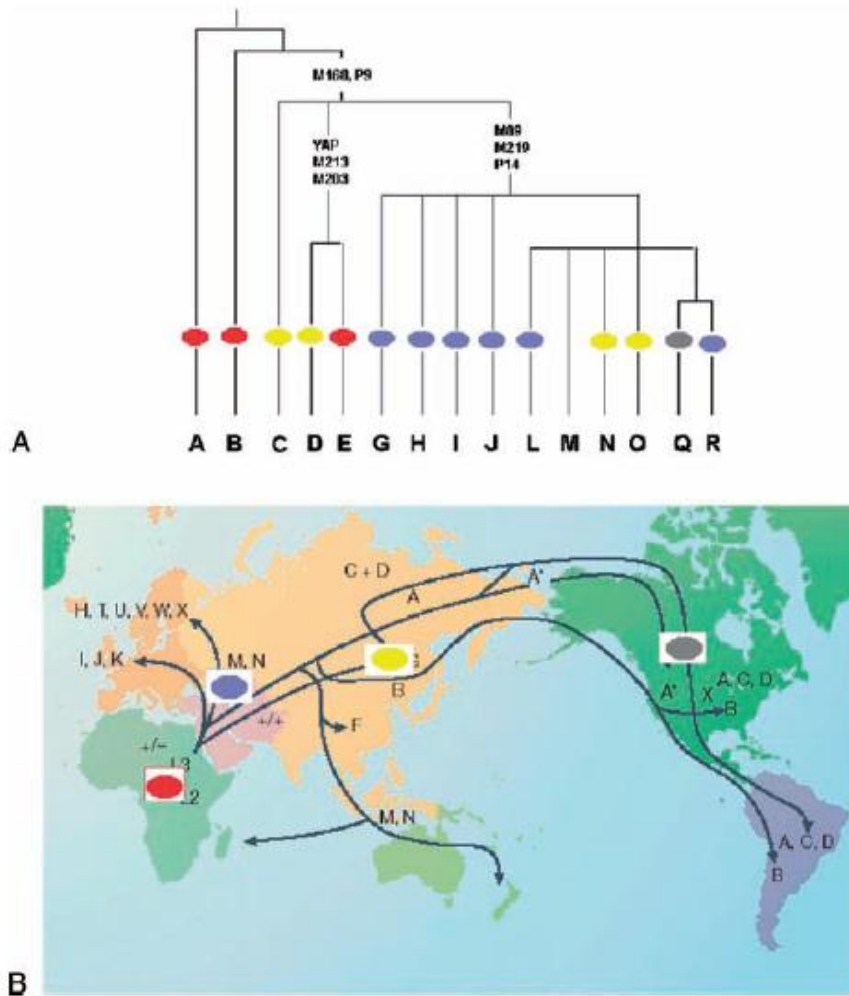 M168, P9
YAP
M213
M203
M89
M219
P14
A B C D E G H I J L M N O Q R
A
C + D
A
A*
H, T, U, V, W, X
I, J, K
M, N
B
A, C, D
A*
X
B
+/+
F
+/-
L3
L2
M, N
A, C, D
B
B